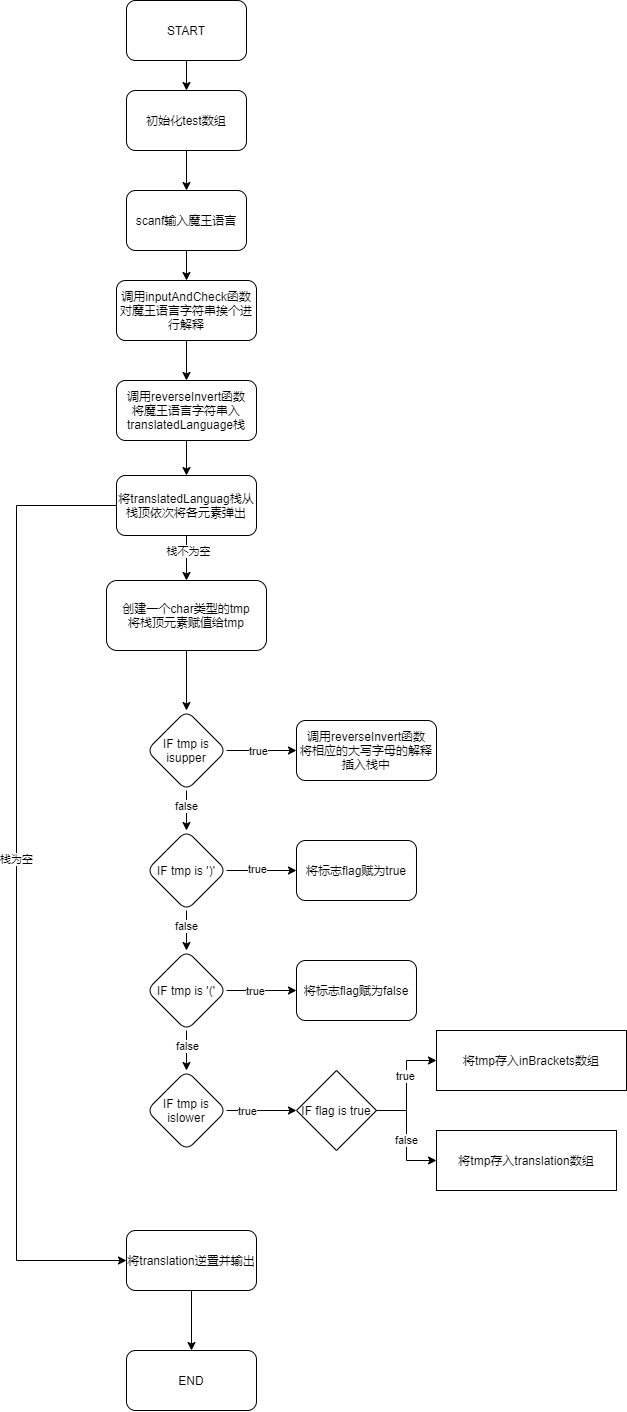 START
初始化test数组
scanf输入魔王语言
调用inputAndCheck函数
对魔王语言字符串挨个进
行解释
调用reverseInvert函数
将魔王语言字符串入
translatedLanguage栈
将translatedLanguag栈从
栈顶依次将各元素弹出
栈不为空
创建一个char类型的tmp
将栈顶元素赋值给tmp
IF tmp is
isupper
true
调用reverseInvert函数
将相应的大写字母的解释
插入栈中
false
栈为空
IF tmp is ')'
true
将标志flag赋为true
false
IF tmp is '('
true
将标志flag赋为false
false
IF tmp is
islower
true
IF flag is true
true
将tmp存入inBrackets数组
false
将tmp存入translation数组
将translation逆置并输出
END